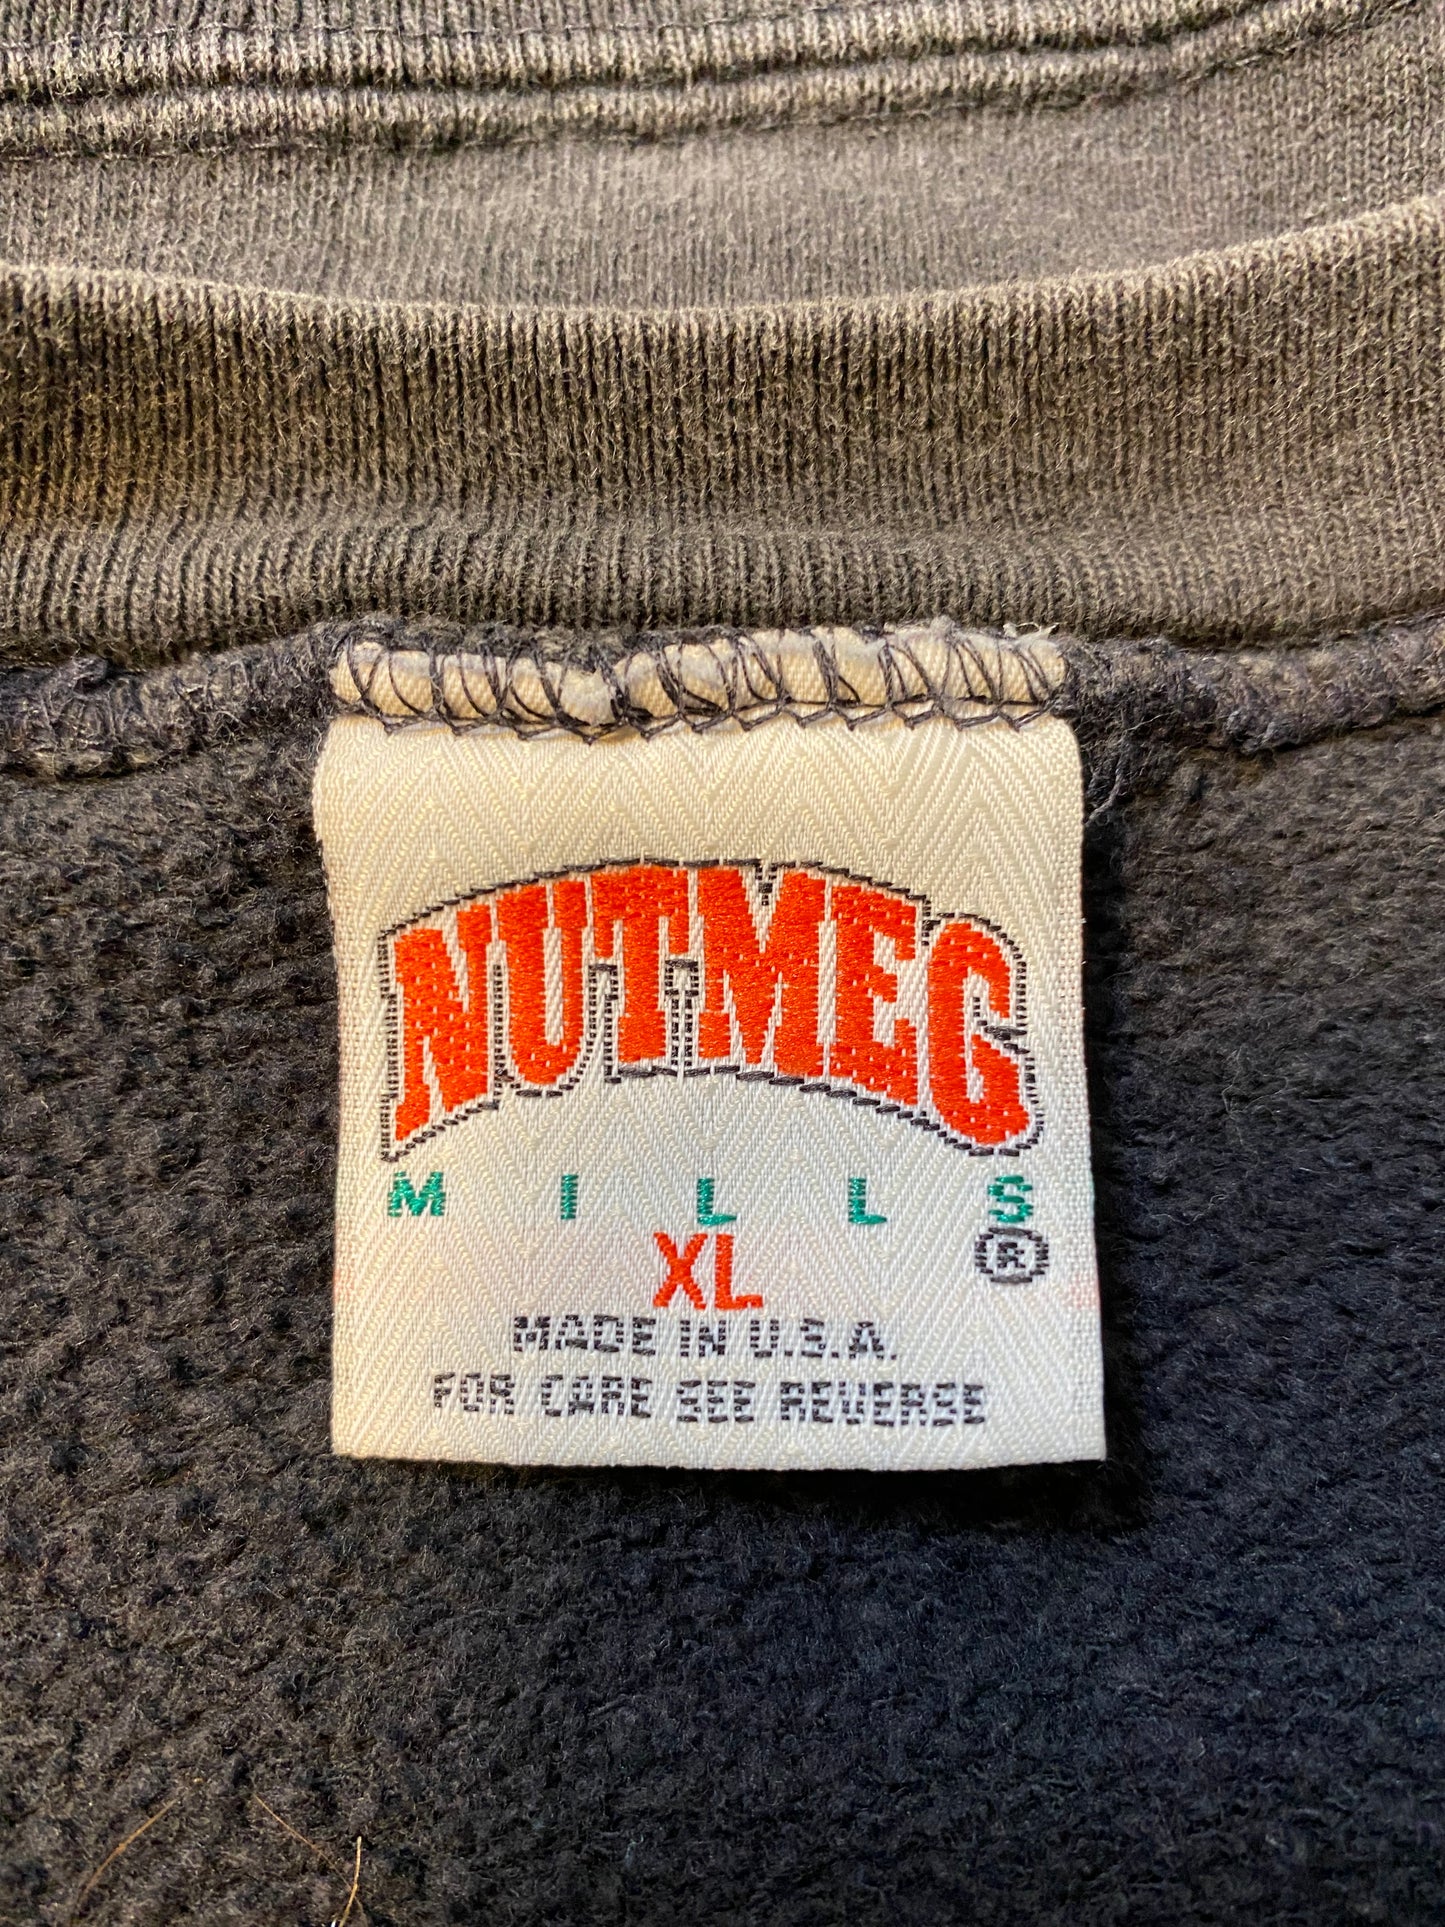 NUTMEG
MILLS
®
XL
MADE IN U.S.A.
FOR CARE SEE REVERSE